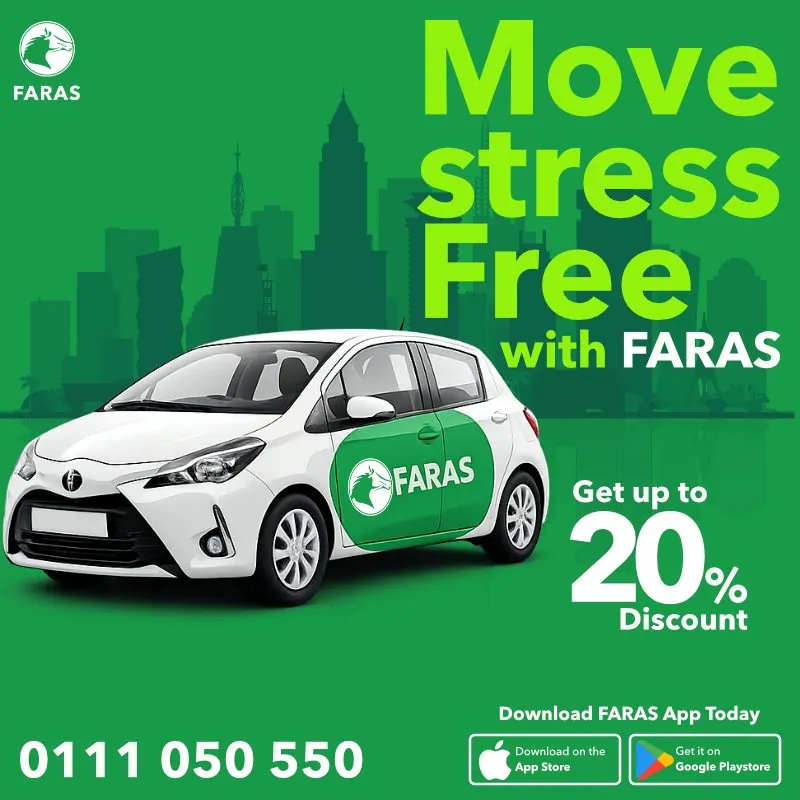 FARAS
Move
stress
Free
with FARAS
FARAS
Get up to
20%
Discount
Download FARAS App Today
0111 050 550
Download on the
App Store
Get it on
Google Playstore